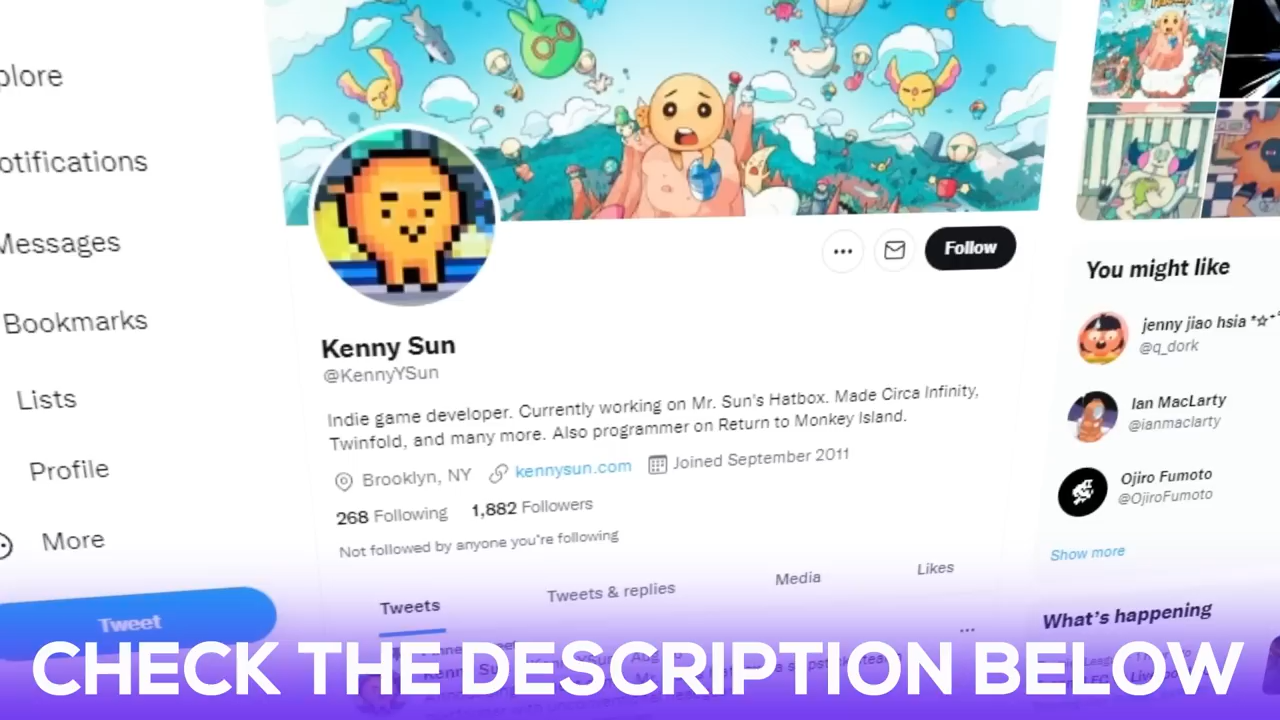 plore
otifications
Messages
Bookmarks
Lists
Profile
More
Tweet
Follow
Kenny Sun
@KennyYSun
Indie game developer. Currently working on Mr. Sun's Hatbox. Made Circa Infinity,
Twinfold, and many more. Also programmer on Return to Monkey Island.
Brooklyn, NY kennysun.com Joined September 2011
268 Following 1,882 Followers
Not followed by anyone you're following
Tweets Tweets & replies Media Likes
You might like
jenny jiao hsia
@q_dork
Ian MacLarty
@ianmaclarty
Ojiro Fumoto
@OjiroFumoto
Show more
What's happening
CHECK THE DESCRIPTION BELOW